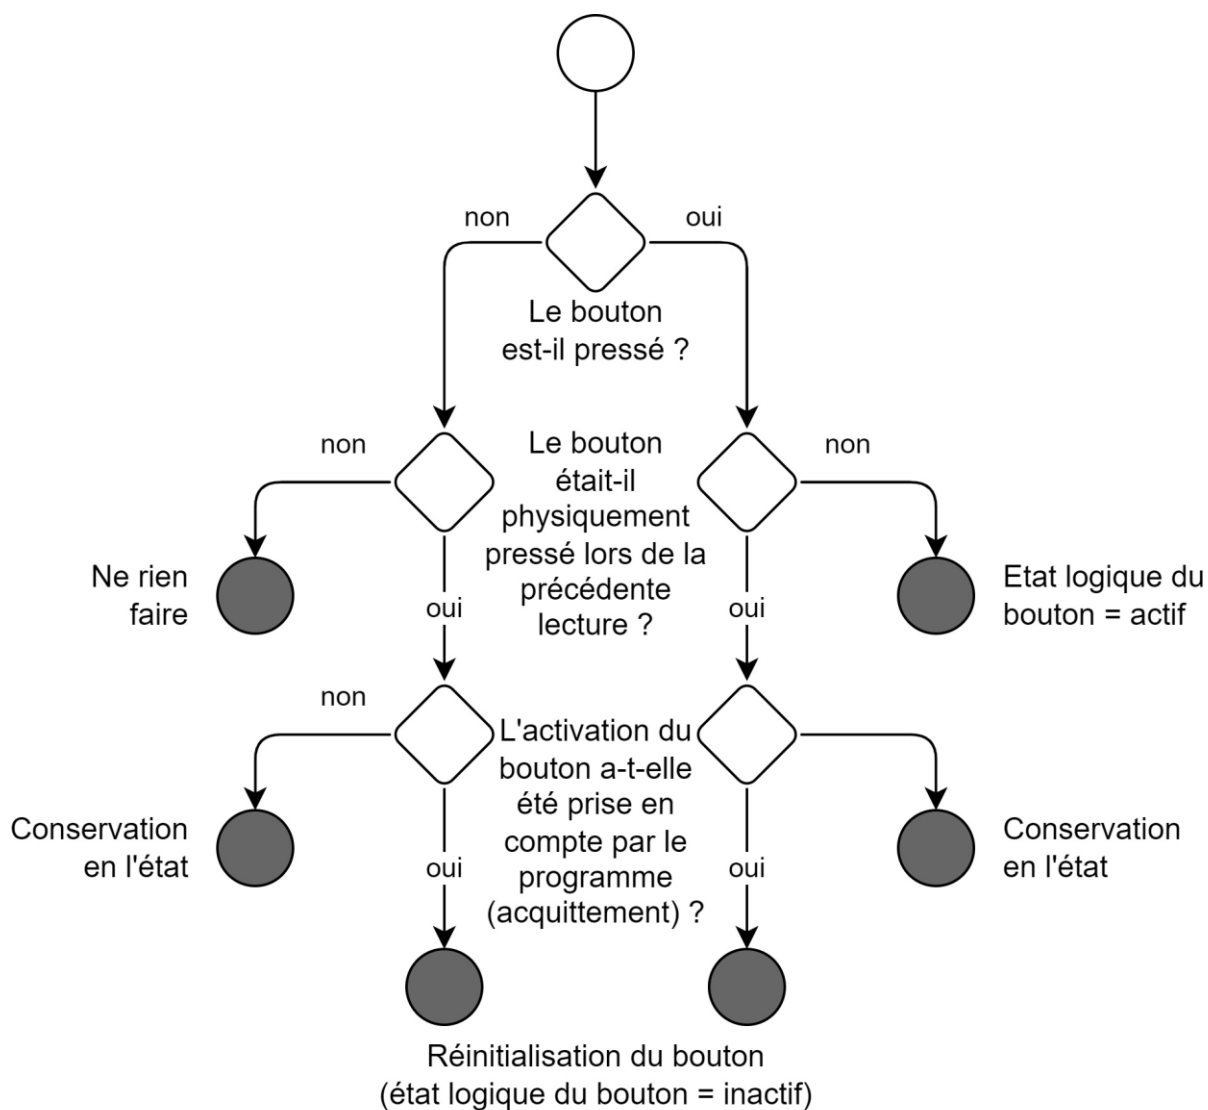 non
oui
Le bouton
est-il pressé ?
non
Le bouton
était-il
physiquement
pressé lors de la
précédente
lecture ?
non
Ne rien
faire
oui
oui
Etat logique du
bouton = actif
non
L'activation du
bouton a-t-elle
été prise en
compte par le
programme
(acquittement) ?
Conservation
en l'état
oui
oui
Conservation
en l'état
Réinitialisation du bouton
(état logique du bouton = inactif)